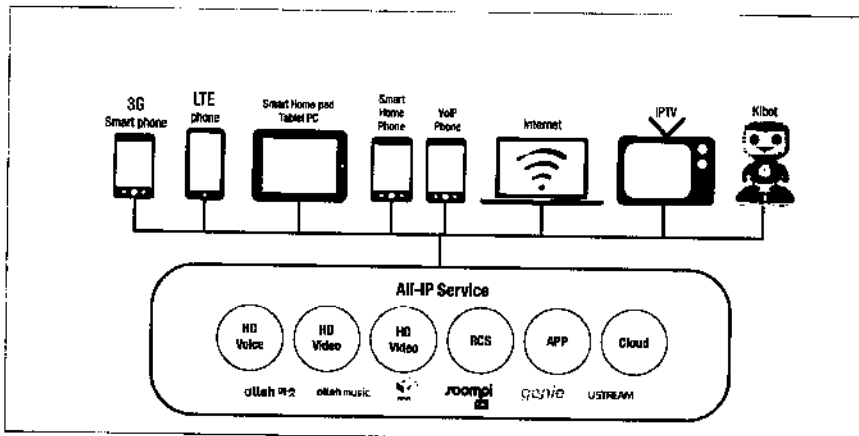 3G
Smart phone
LTE
phone
Smart Home pad
Tablet PC
Smart
Home
Phone
VoIP
Phone
Internet
IPTV
Kibot
All-IP Service
HD
Voice
HD
Video
HD
Video
RCS
APP
Cloud
olleh
olleh music
soompi
genie
USTREAM